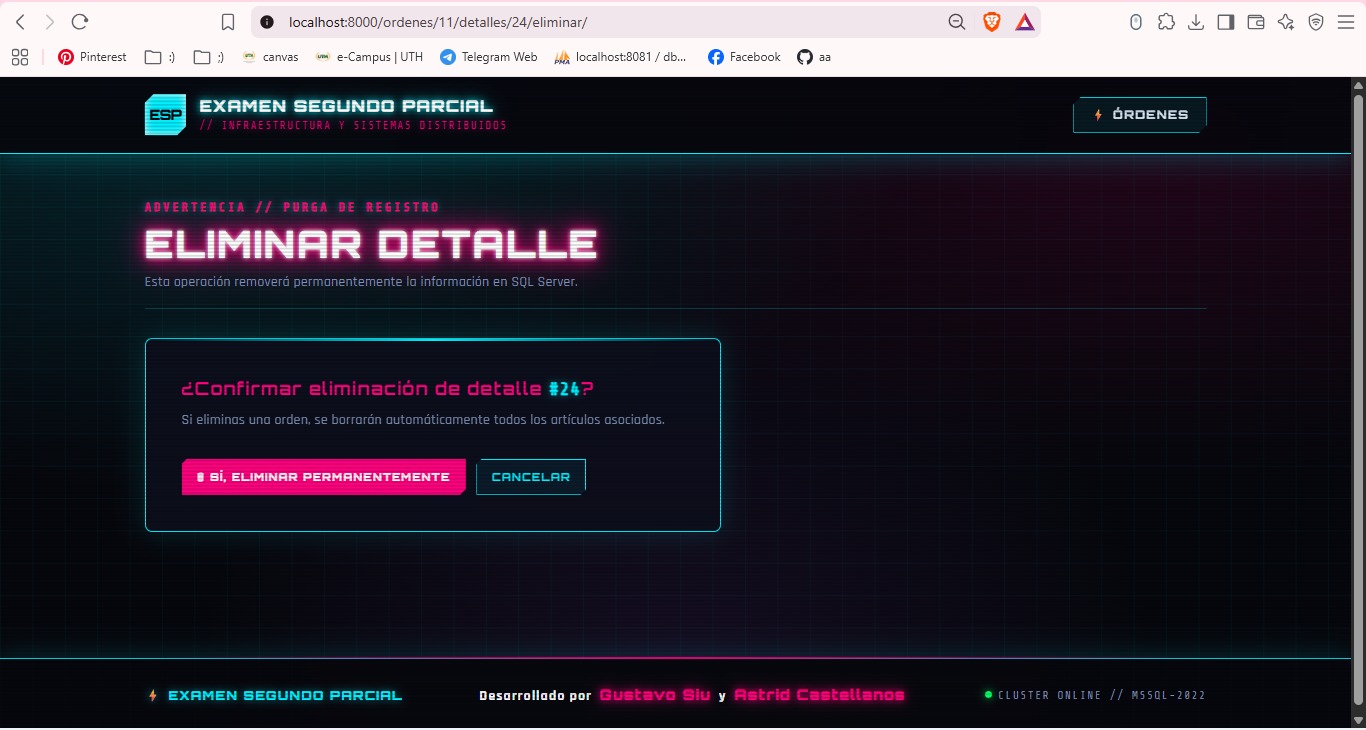 localhost:8000/ordenes/11/detalles/24/eliminar/
Pinterest
:)
;)
canvas
e-Campus | UTH
Telegram Web
localhost:8081 / db...
Facebook
aa
ESP
EXAMEN SEGUNDO PARCIAL
// INFRAESTRUCTURA Y SISTEMAS DISTRIBUIDOS
ÓRDENES
ADVERTENCIA // PURGA DE REGISTRO
ELIMINAR DETALLE
Esta operación removerá permanentemente la información en SQL Server.
¿Confirmar eliminación de detalle #24?
Si eliminas una orden, se borrarán automáticamente todos los artículos asociados.
SÍ, ELIMINAR PERMANENTEMENTE
CANCELAR
EXAMEN SEGUNDO PARCIAL
Desarrollado por Gustavo Siu y Astrid Castellanos
CLUSTER ONLINE // MSSQL-2022